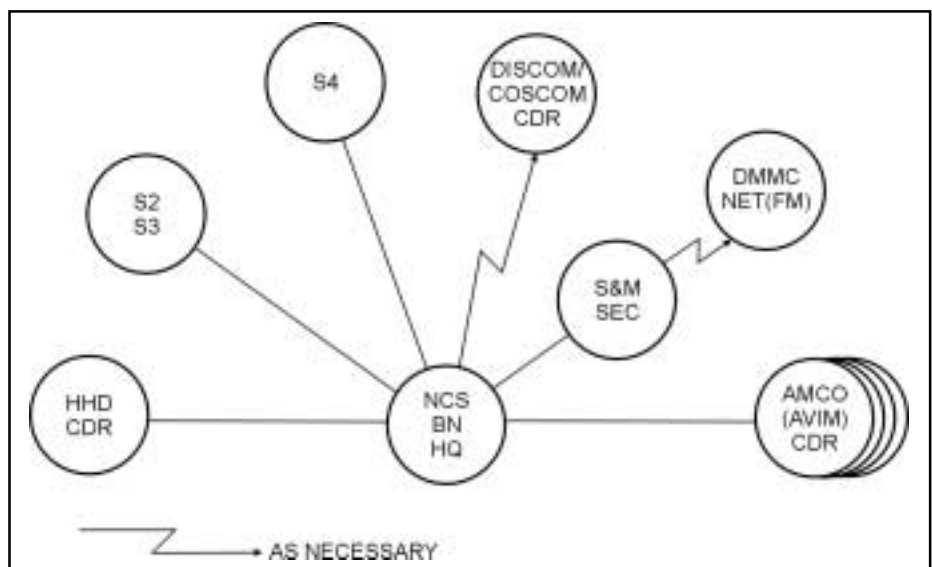 S4
DISCOM/
COSCOM
CDR
DMMC
NET(FM)
S2
S3
S&M
SEC
HHD
CDR
NCS
BN
HQ
AMCO
(AVIM)
CDR
AS NECESSARY